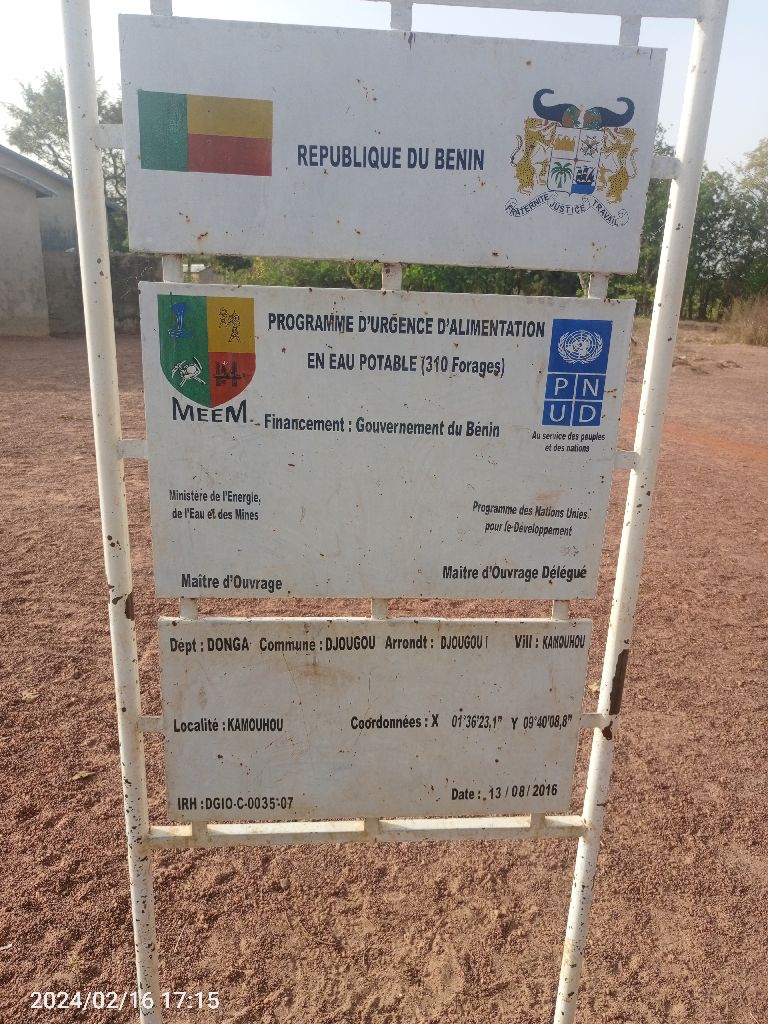 REPUBLIQUE DU BENIN
FRATERNITE JUSTICE TRAVAIL
PROGRAMME D'URGENCE D'ALIMENTATION
EN EAU POTABLE (310 Forages)
MEEM
Financement : Gouvernement du Bénin
PN
UD
Au service des peuples
et des nations
Ministère de l'Energie,
de l'Eau et des Mines
Programme des Nations Unies
pour le Développement
Maître d'Ouvrage
Maître d'Ouvrage Délégué
Dépt : DONGA Commune : DJOUGOU Arrondt : DJOUGOU I Vill : KAMOUHOU
Localité : KAMOUHOU Coordonnées : X 01°36'23,1" Y 09°40'08,8"
IRH : DGIO-C-0035-07 Date : 13 / 08 / 2016
2024/02/16 17:15